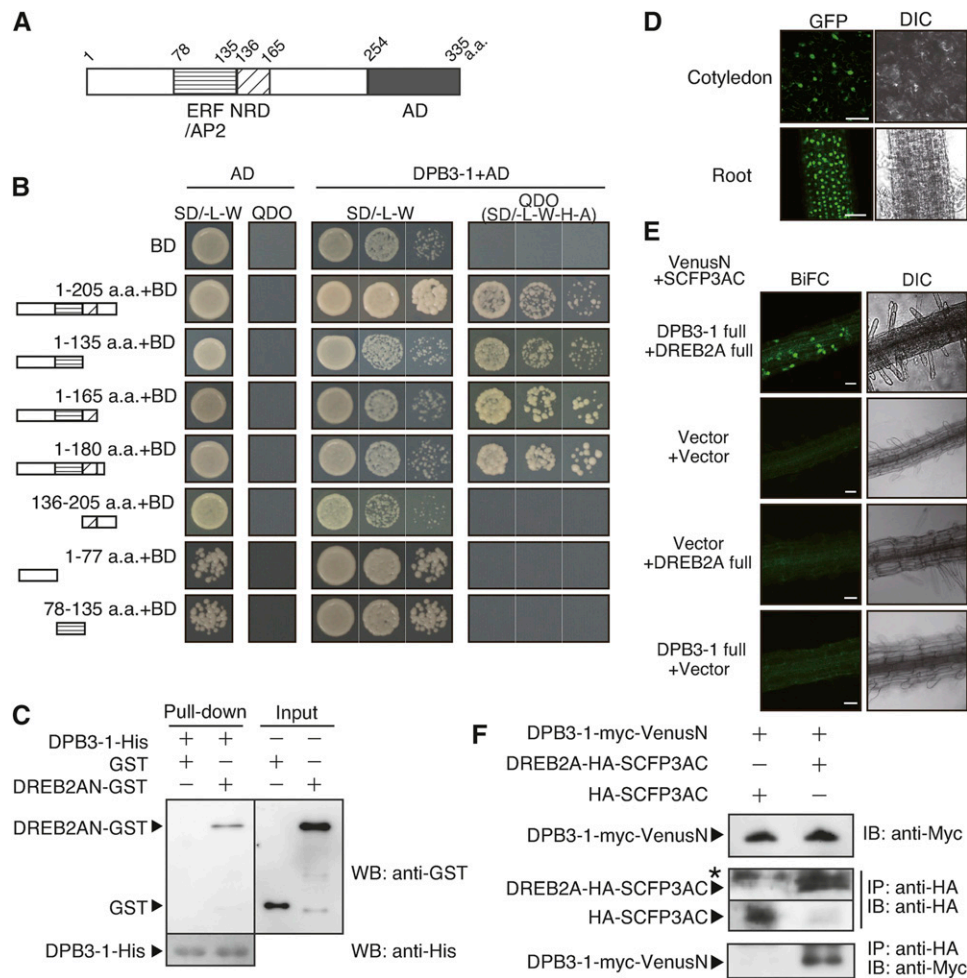 A
1
78
135
136
165
254
335
a.a.
ERF NRD
/AP2
AD
B
AD
DPB3-1+AD
SD/-L-W
QDO
SD/-L-W
QDO
(SD/-L-W-H-A)
BD
1-205 a.a.+BD
1-135 a.a.+BD
1-165 a.a.+BD
1-180 a.a.+BD
136-205 a.a.+BD
1-77 a.a.+BD
78-135 a.a.+BD
C
Pull-down Input
DPB3-1-His + + − −
GST + − + −
DREB2AN-GST − + − +
DREB2AN-GST
WB: anti-GST
GST
DPB3-1-His
WB: anti-His
D
GFP DIC
Cotyledon
Root
E
VenusN
+SCFP3AC
BiFC DIC
DPB3-1 full
+DREB2A full
Vector
+Vector
Vector
+DREB2A full
DPB3-1 full
+Vector
F
DPB3-1-myc-VenusN + +
DREB2A-HA-SCFP3AC − +
HA-SCFP3AC + −
DPB3-1-myc-VenusN
IB: anti-Myc
*
DREB2A-HA-SCFP3AC
HA-SCFP3AC
IP: anti-HA
IB: anti-HA
DPB3-1-myc-VenusN
IP: anti-HA
IB: anti-Myc